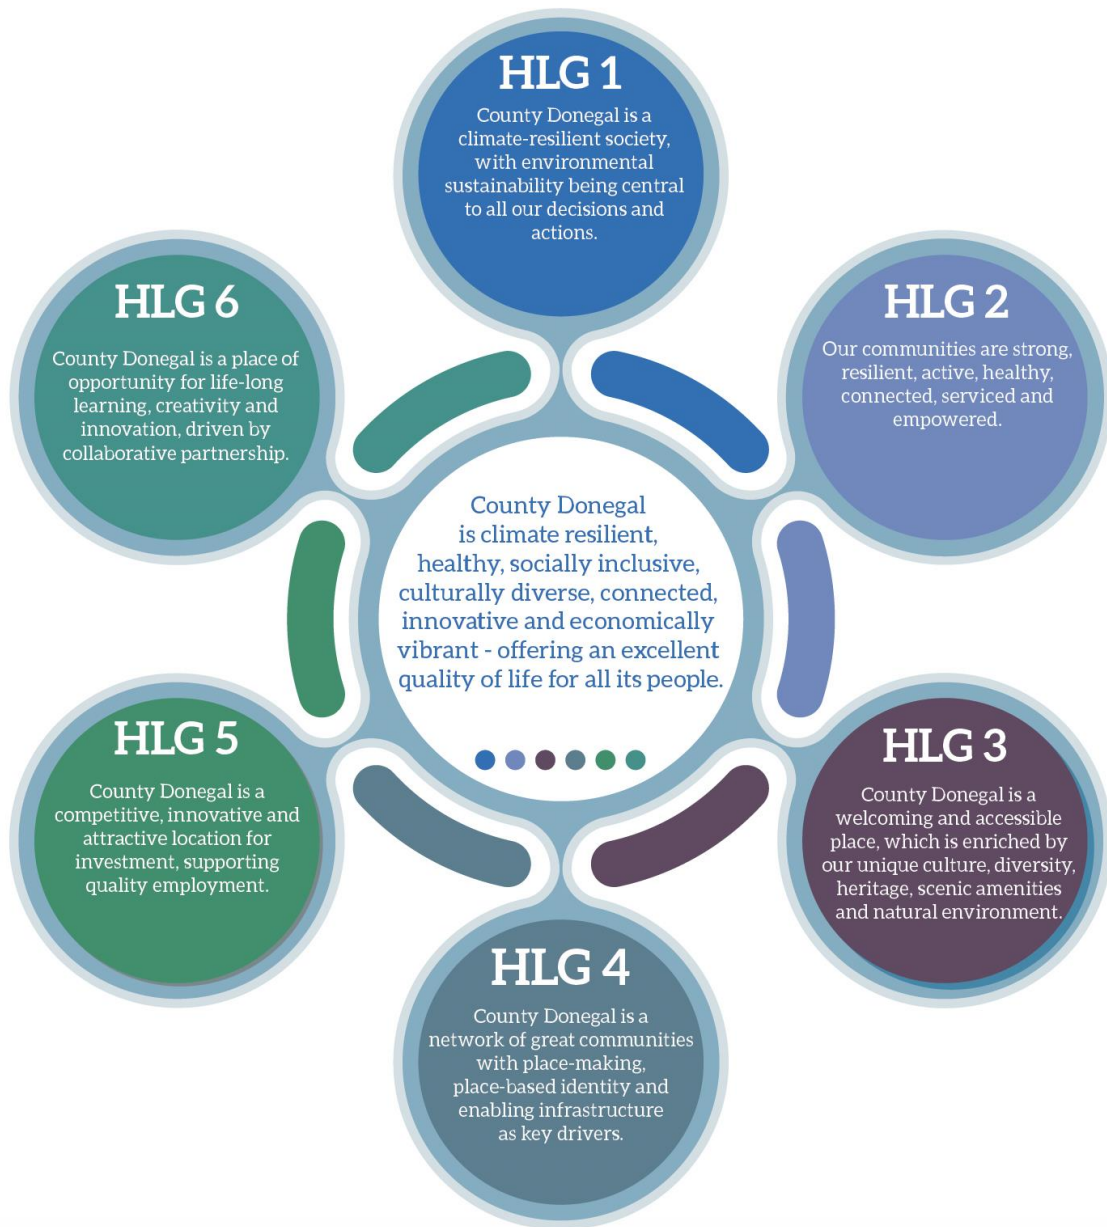 HLG 1
County Donegal is a
climate-resilient society,
with environmental
sustainability being central
to all our decisions and
actions.
HLG 2
Our communities are strong,
resilient, active, healthy,
connected, serviced and
empowered.
HLG 3
County Donegal is a
welcoming and accessible
place, which is enriched by
our unique culture, diversity,
heritage, scenic amenities
and natural environment.
HLG 4
County Donegal is a
network of great communities
with place-making,
place-based identity and
enabling infrastructure
as key drivers.
HLG 5
County Donegal is a
competitive, innovative and
attractive location for
investment, supporting
quality employment.
HLG 6
County Donegal is a place of
opportunity for life-long
learning, creativity and
innovation, driven by
collaborative partnership.
County Donegal
is climate resilient,
healthy, socially inclusive,
culturally diverse, connected,
innovative and economically
vibrant - offering an excellent
quality of life for all its people.